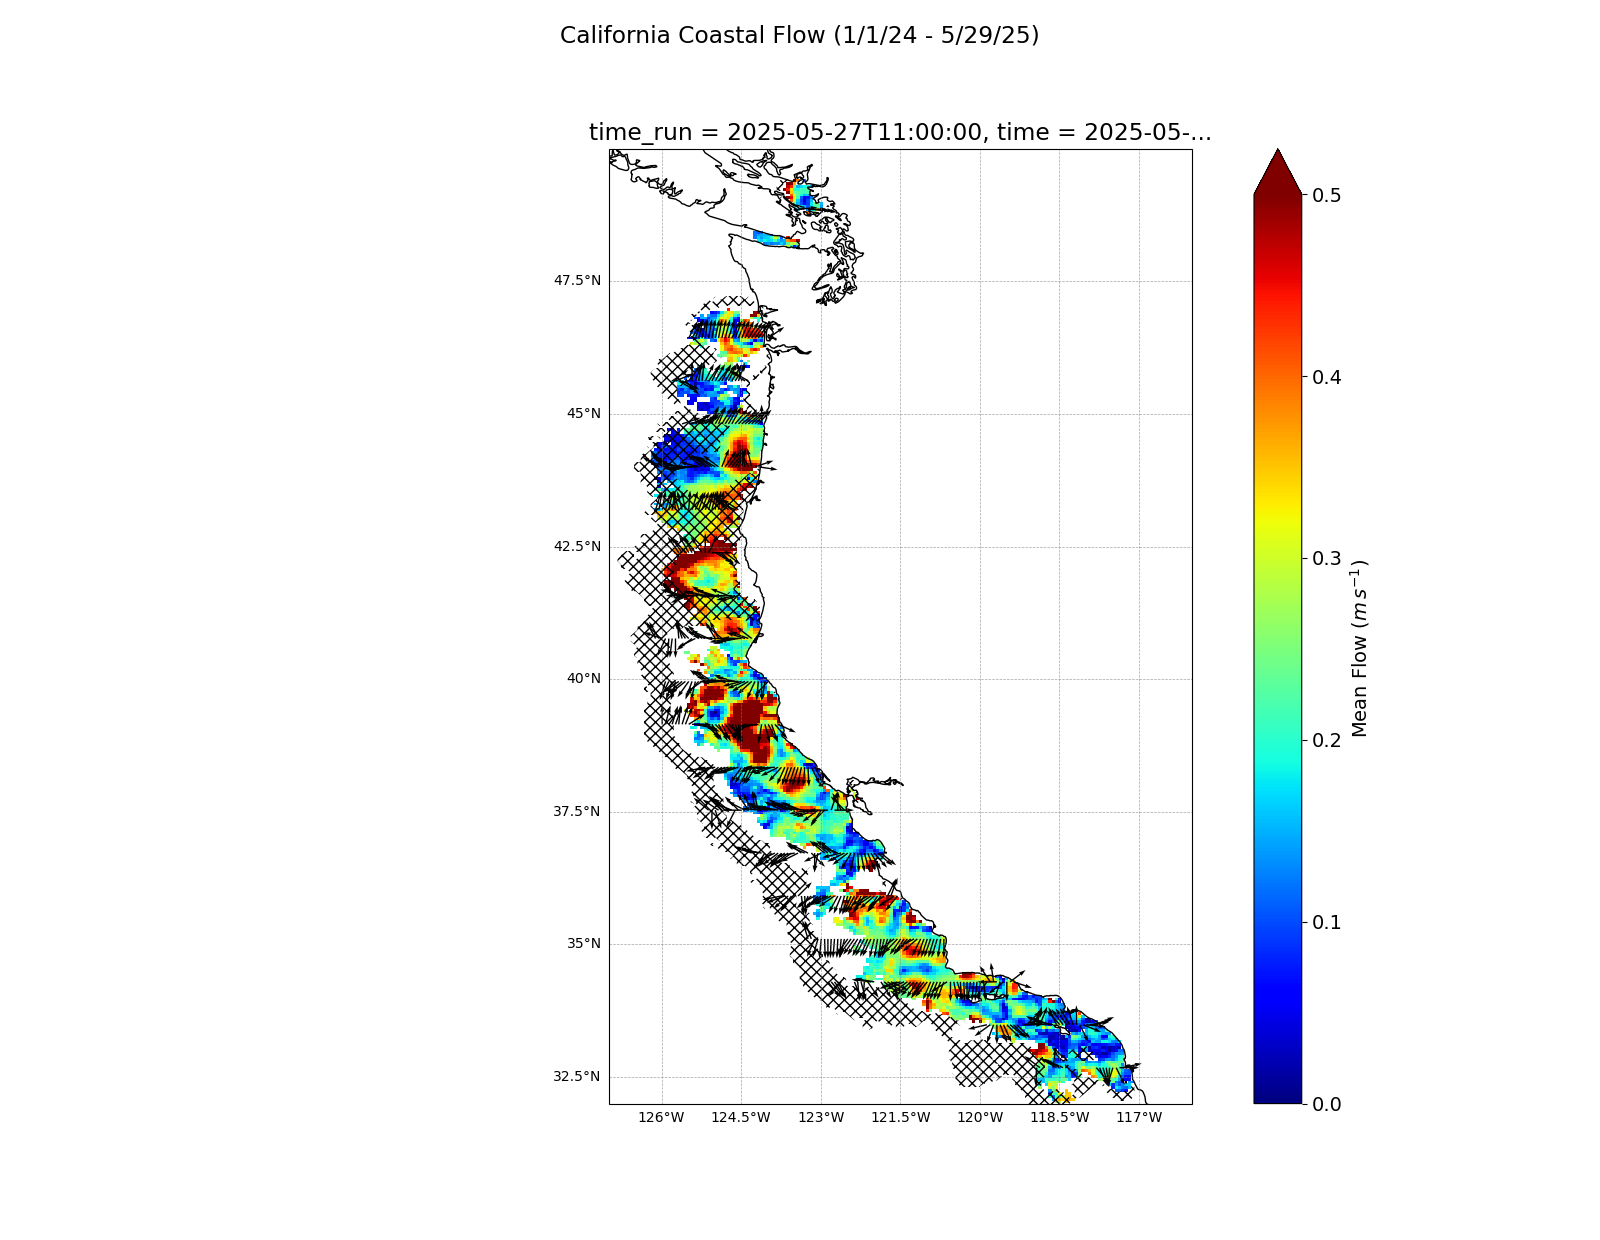 California Coastal Flow (1/1/24 - 5/29/25)
time_run = 2025-05-27T11:00:00, time = 2025-05-...
47.5°N
45°N
42.5°N
40°N
37.5°N
35°N
32.5°N
126°W 124.5°W 123°W 121.5°W 120°W 118.5°W 117°W
0.5
0.4
0.3
0.2
0.1
0.0
Mean Flow (m s⁻¹)